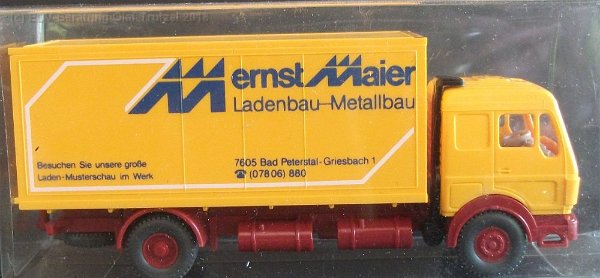 ernst Maier
Ladenbau-Metallbau
Besuchen Sie unsere große
Laden-Musterschau im Werk
7605 Bad Peterstal-Griesbach 1
☎ (07806) 880